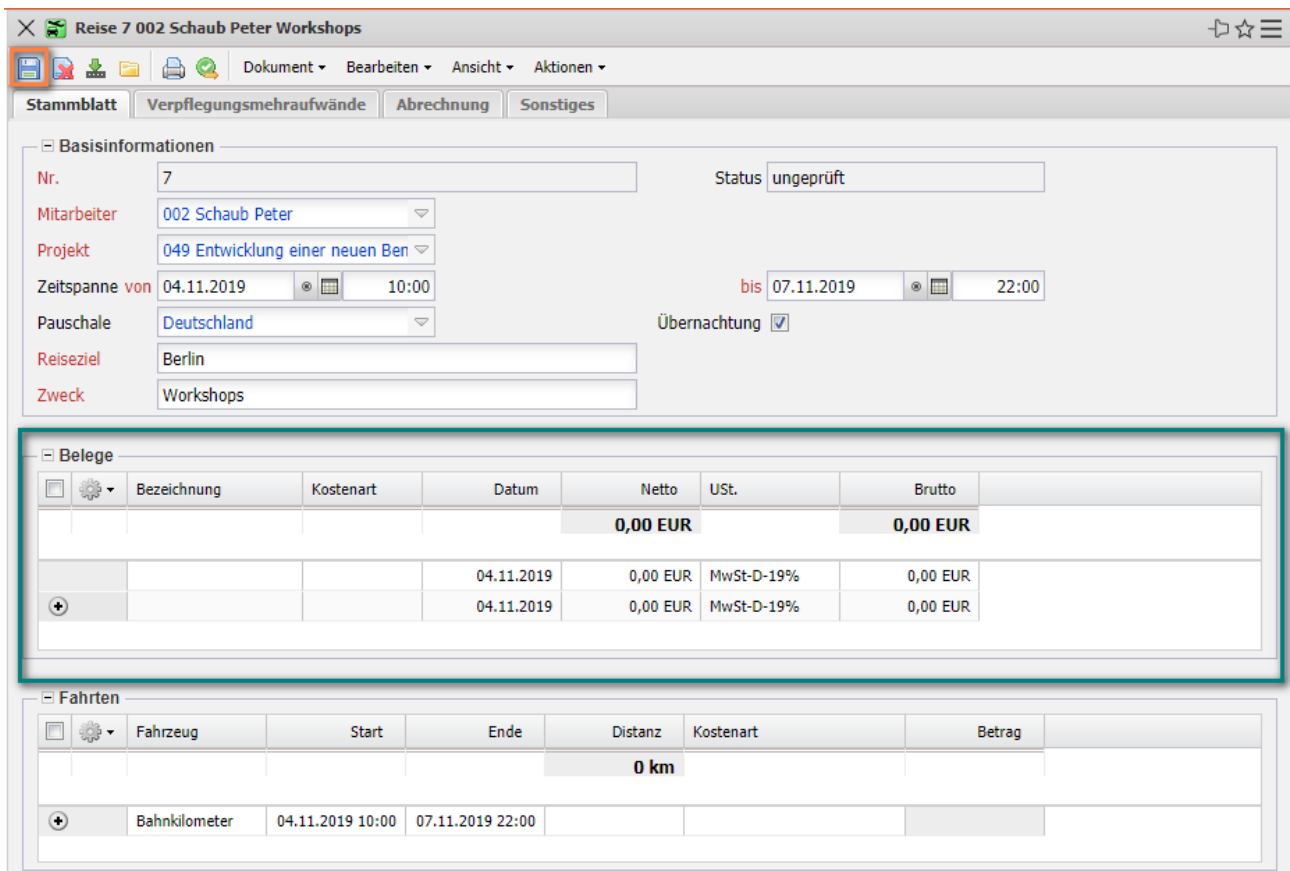 Reise 7 002 Schaub Peter Workshops
Dokument Bearbeiten Ansicht Aktionen
Stammblatt Verpflegungsmehraufwände Abrechnung Sonstiges
Basisinformationen
Nr. 7 Status ungeprüft
Mitarbeiter 002 Schaub Peter
Projekt 049 Entwicklung einer neuen Ben
Zeitspanne von 04.11.2019 10:00 bis 07.11.2019 22:00
Pauschale Deutschland Übernachtung
Reiseziel Berlin
Zweck Workshops
Belege
Bezeichnung Kostenart Datum Netto USt. Brutto
0,00 EUR 0,00 EUR
04.11.2019 0,00 EUR MwSt-D-19% 0,00 EUR
04.11.2019 0,00 EUR MwSt-D-19% 0,00 EUR
Fahrten
Fahrzeug Start Ende Distanz Kostenart Betrag
0 km
Bahnkilometer 04.11.2019 10:00 07.11.2019 22:00